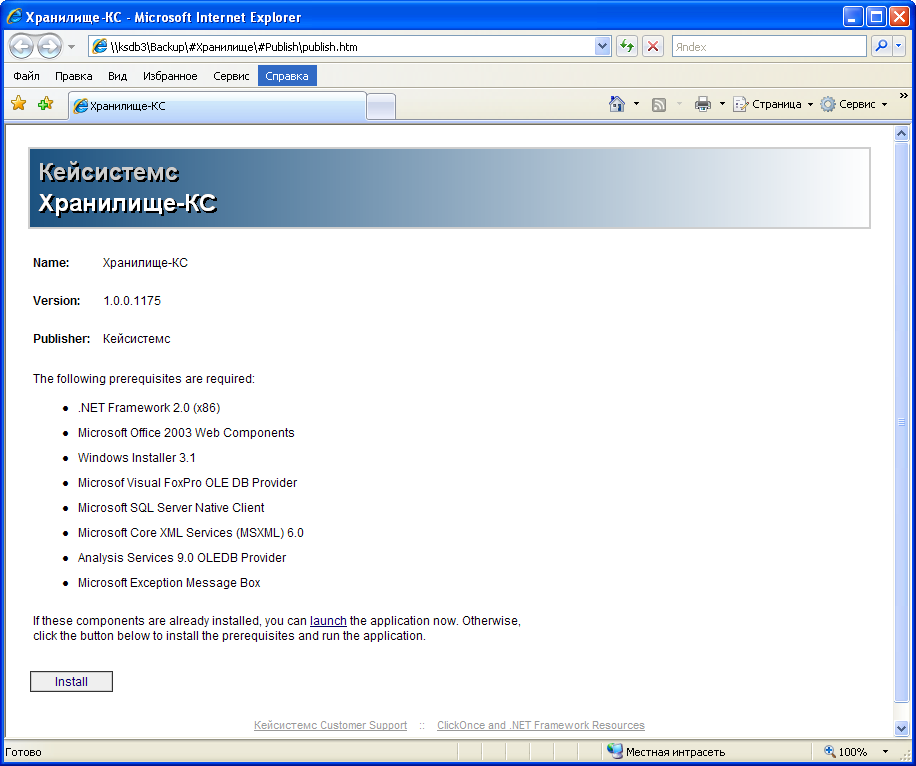 Хранилище-КС - Microsoft Internet Explorer
\\ksdb3\Backup\#Хранилище\#Publish\publish.htm
Яndex
Файл Правка Вид Избранное Сервис Справка
Хранилище-КС
Страница
Сервис
»
Кейсистемс
Хранилище-КС
Name: Хранилище-КС
Version: 1.0.0.1175
Publisher: Кейсистемс
The following prerequisites are required:
• .NET Framework 2.0 (x86)
• Microsoft Office 2003 Web Components
• Windows Installer 3.1
• Microsof Visual FoxPro OLE DB Provider
• Microsoft SQL Server Native Client
• Microsoft Core XML Services (MSXML) 6.0
• Analysis Services 9.0 OLEDB Provider
• Microsoft Exception Message Box
If these components are already installed, you can launch the application now. Otherwise,
click the button below to install the prerequisites and run the application.
Install
Кейсистемс Customer Support :: ClickOnce and .NET Framework Resources
Готово Местная интрасеть 100%